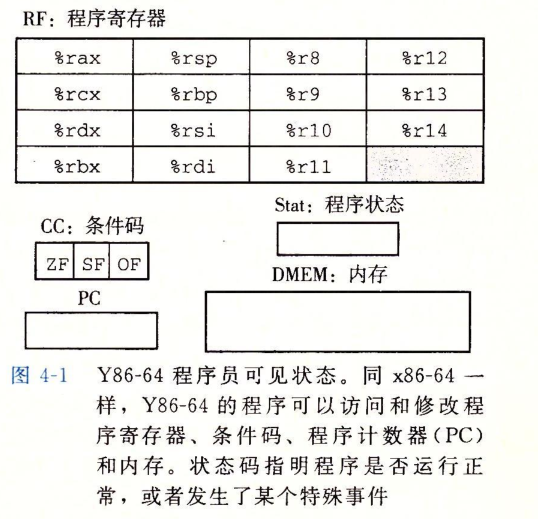 RF：程序寄存器
%rax %rsp %r8 %r12
%rcx %rbp %r9 %r13
%rdx %rsi %r10 %r14
%rbx %rdi %r11
Stat：程序状态
CC：条件码
ZF SF OF
DMEM：内存
PC
图 4-1 Y86-64 程序员可见状态。同 x86-64 一
样，Y86-64 的程序可以访问和修改程
序寄存器、条件码、程序计数器(PC)
和内存。状态码指明程序是否运行正
常，或者发生了某个特殊事件